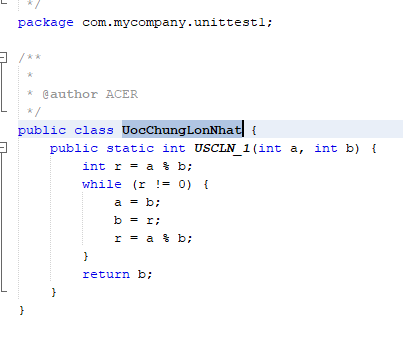 */
package com.mycompany.unittest1;
/**
*
* @author ACER
*/
public class UocChungLonNhat {
public static int USCLN_1(int a, int b) {
int r = a % b;
while (r != 0) {
a = b;
b = r;
r = a % b;
}
return b;
}
}